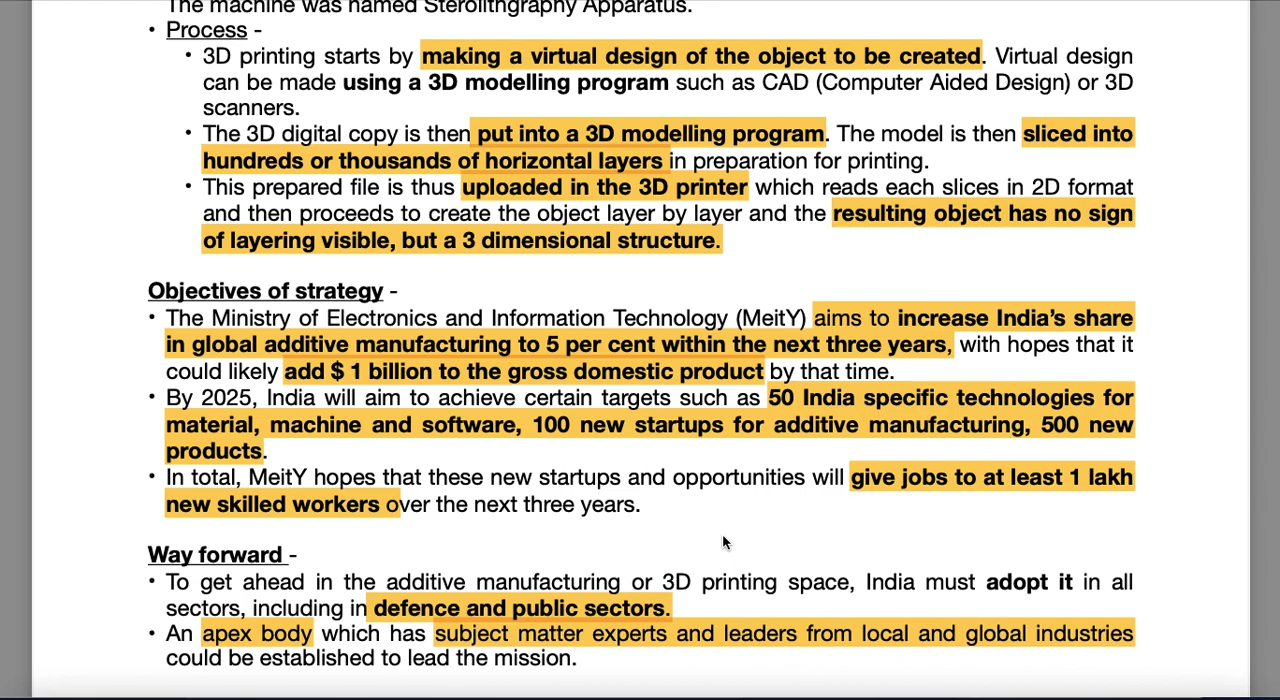 The machine was named Sterolithgraphy Apparatus.
• Process -
• 3D printing starts by making a virtual design of the object to be created. Virtual design
can be made using a 3D modelling program such as CAD (Computer Aided Design) or 3D
scanners.
• The 3D digital copy is then put into a 3D modelling program. The model is then sliced into
hundreds or thousands of horizontal layers in preparation for printing.
• This prepared file is thus uploaded in the 3D printer which reads each slices in 2D format
and then proceeds to create the object layer by layer and the resulting object has no sign
of layering visible, but a 3 dimensional structure.
Objectives of strategy -
• The Ministry of Electronics and Information Technology (MeitY) aims to increase India’s share
in global additive manufacturing to 5 per cent within the next three years, with hopes that it
could likely add $ 1 billion to the gross domestic product by that time.
• By 2025, India will aim to achieve certain targets such as 50 India specific technologies for
material, machine and software, 100 new startups for additive manufacturing, 500 new
products.
• In total, MeitY hopes that these new startups and opportunities will give jobs to at least 1 lakh
new skilled workers over the next three years.
Way forward -
• To get ahead in the additive manufacturing or 3D printing space, India must adopt it in all
sectors, including in defence and public sectors.
• An apex body which has subject matter experts and leaders from local and global industries
could be established to lead the mission.